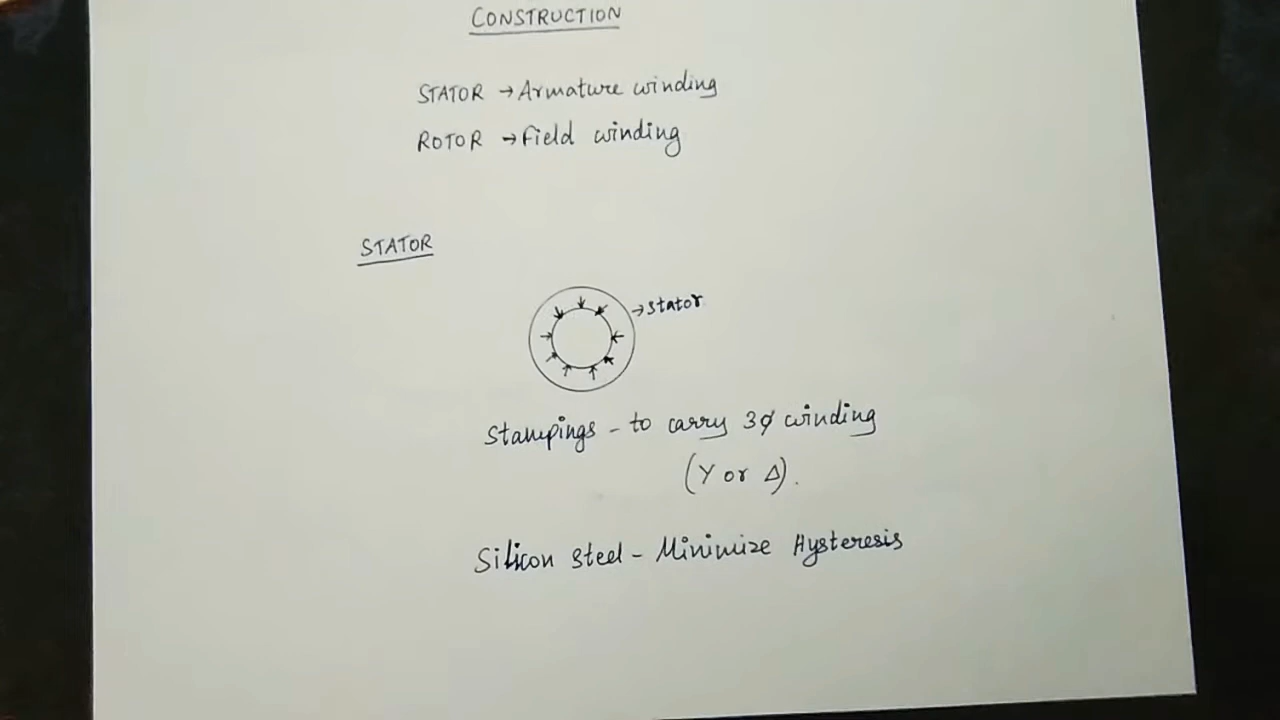 CONSTRUCTION
STATOR → Armature winding
ROTOR → Field winding
STATOR
→ stator
Stampings - to carry 3φ winding
(Y or Δ).
Silicon steel - Minimize Hysteresis